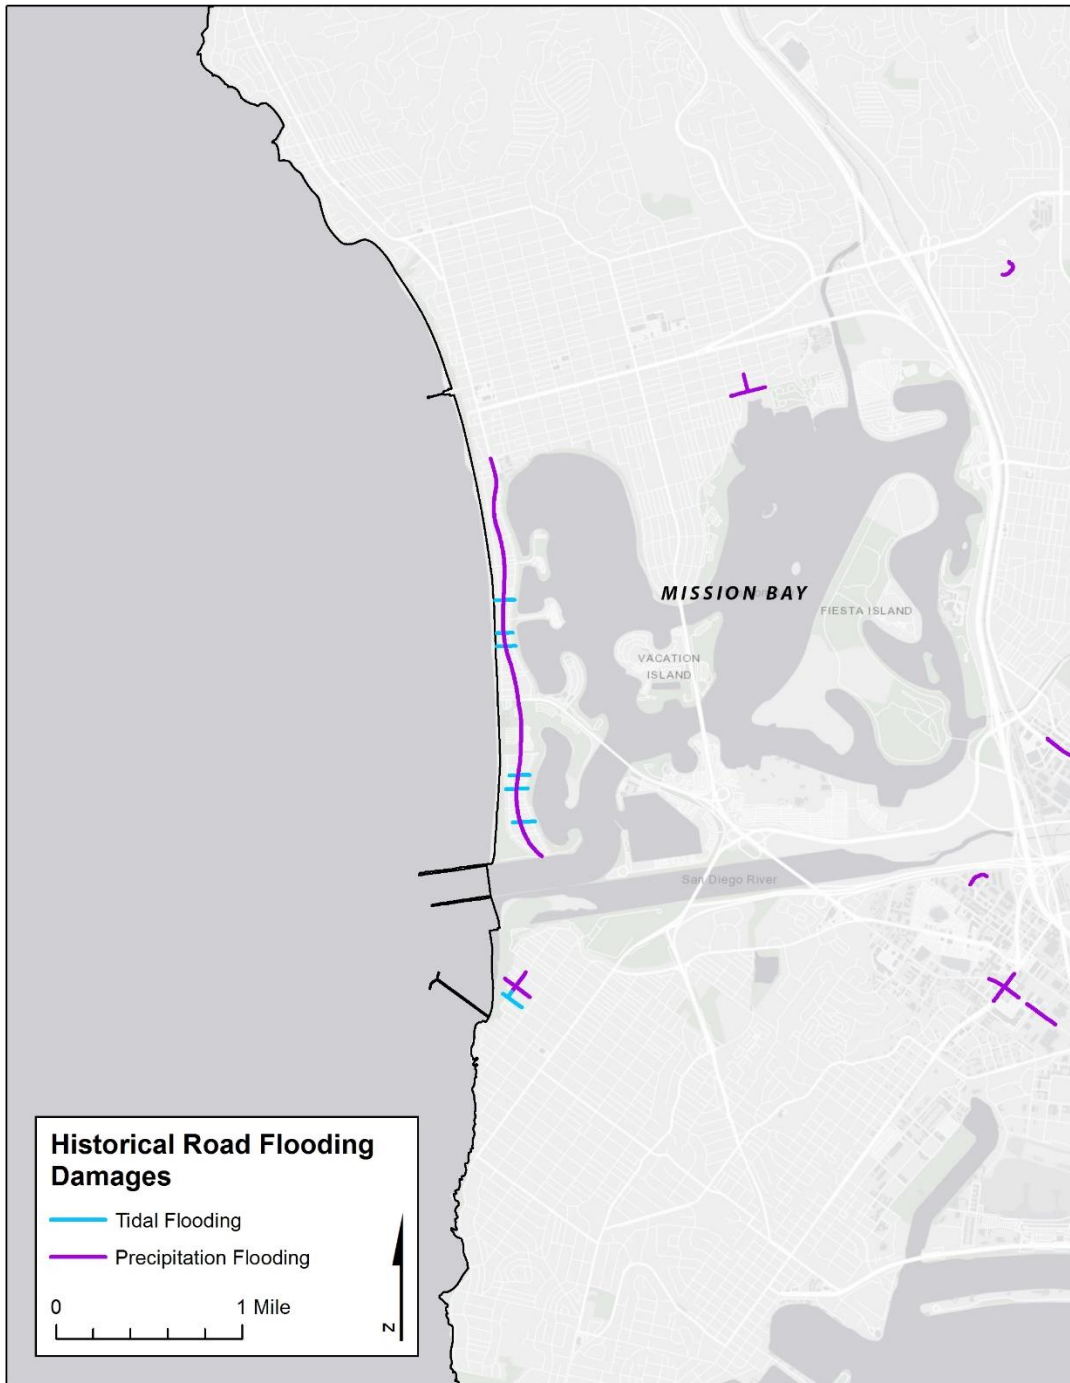 MISSION BAY
FIESTA ISLAND
VACATION
ISLAND
San Diego River
Historical Road Flooding
Damages
Tidal Flooding
Precipitation Flooding
0 1 Mile
N